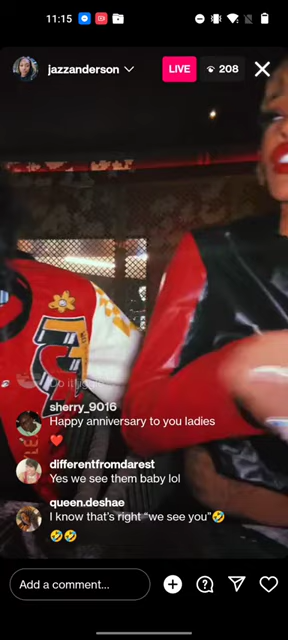 11:15
jazzanderson
LIVE
208
sherry_9016
Happy anniversary to you ladies
❤️
differentfromdarest
Yes we see them baby lol
queen.deshae
I know that's right "we see you"🤣
🤣🤣
Add a comment...